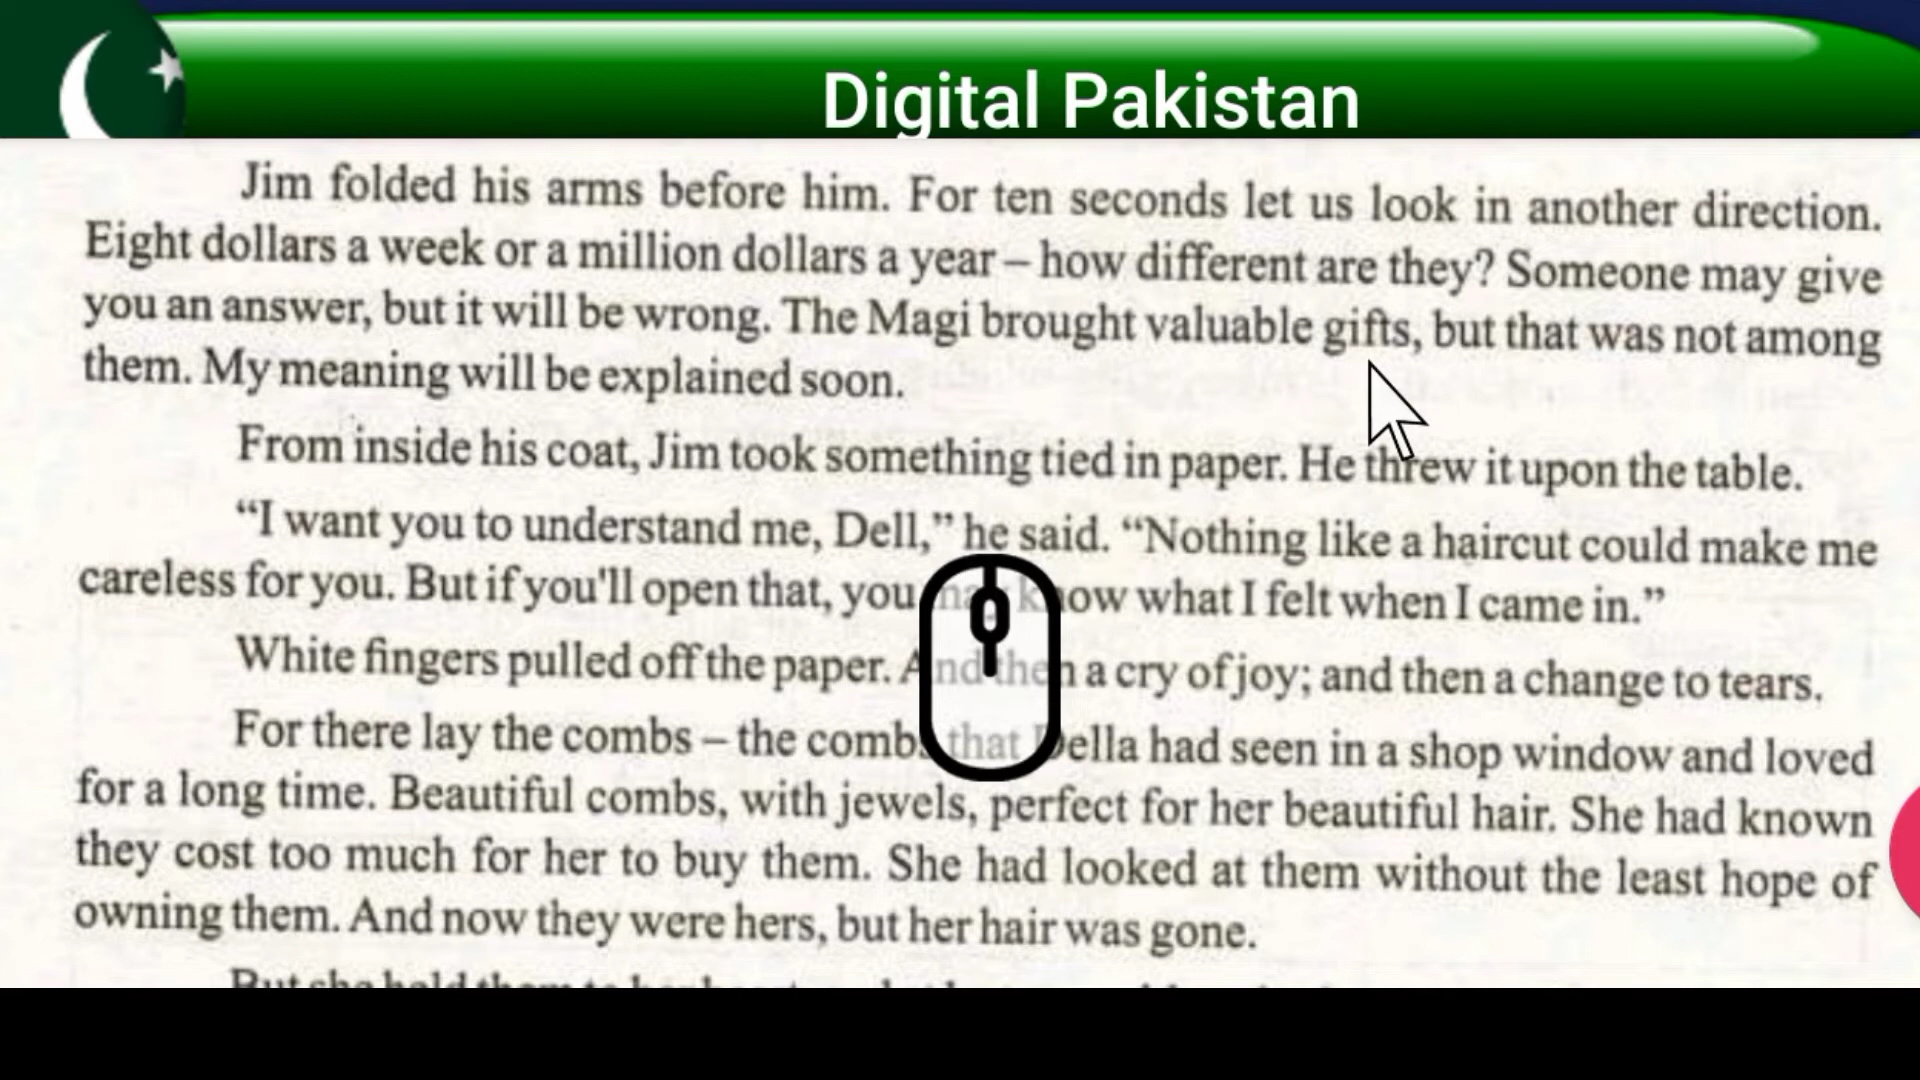 Digital Pakistan
Jim folded his arms before him. For ten seconds let us look in another direction.
Eight dollars a week or a million dollars a year – how different are they? Someone may give
you an answer, but it will be wrong. The Magi brought valuable gifts, but that was not among
them. My meaning will be explained soon.
From inside his coat, Jim took something tied in paper. He threw it upon the table.
“I want you to understand me, Dell,” he said. “Nothing like a haircut could make me
careless for you. But if you'll open that, you may know what I felt when I came in.”
White fingers pulled off the paper. And then a cry of joy; and then a change to tears.
For there lay the combs – the combs that Della had seen in a shop window and loved
for a long time. Beautiful combs, with jewels, perfect for her beautiful hair. She had known
they cost too much for her to buy them. She had looked at them without the least hope of
owning them. And now they were hers, but her hair was gone.
But she held them to her heart